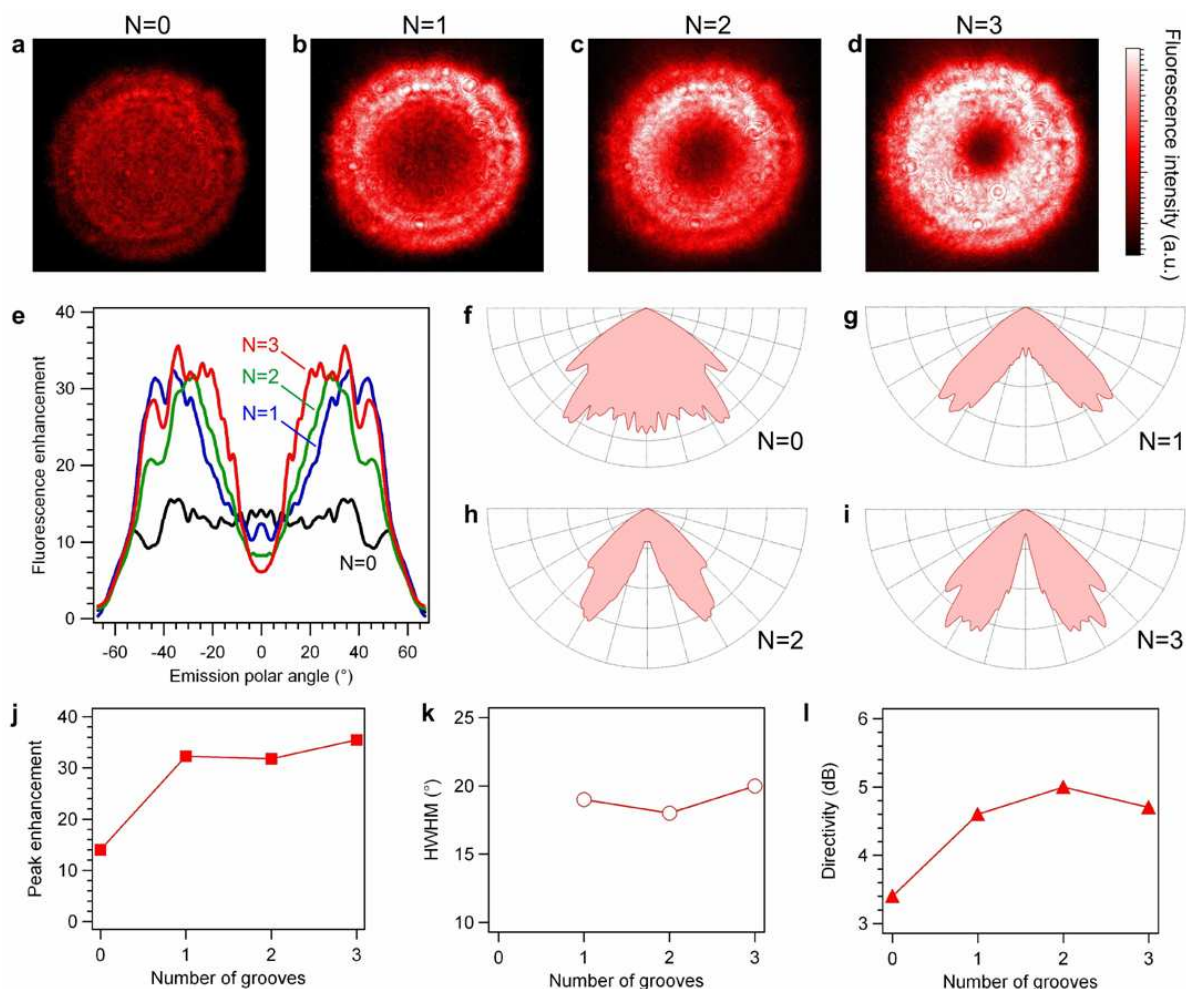 N=0
N=1
N=2
N=3
a
b
c
d
Fluorescence intensity (a.u.)
e
40
30
20
10
0
Fluorescence enhancement
N=3
N=2
N=1
N=0
-60
-40
-20
0
20
40
60
Emission polar angle (°)
f
N=0
g
N=1
h
N=2
i
N=3
j
40
30
20
10
0
Peak enhancement
0
1
2
3
Number of grooves
k
25
20
15
10
HWHM (°)
0
1
2
3
Number of grooves
l
6
5
4
3
Directivity (dB)
0
1
2
3
Number of grooves